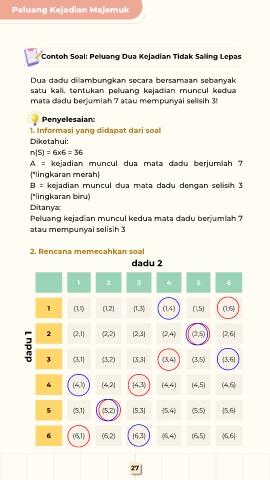 Peluang Kejadian Majemuk
Contoh Soal: Peluang Dua Kejadian Tidak Saling Lepas
Dua dadu dilambungkan secara bersamaan sebanyak
satu kali. tentukan peluang kejadian muncul kedua
mata dadu berjumlah 7 atau mempunyai selisih 3!
Penyelesaian:
1. Informasi yang didapat dari soal
Diketahui:
n(S) = 6x6 = 36
A = kejadian muncul dua mata dadu berjumlah 7
(*lingkaran merah)
B = kejadian muncul dua mata dadu dengan selisih 3
(*lingkaran biru)
Ditanya:
Peluang kejadian muncul kedua mata dadu berjumlah 7
atau mempunyai selisih 3
2. Rencana memecahkan soal
dadu 2
dadu 1
1 2 3 4 5 6
1 (1,1) (1,2) (1,3) (1,4) (1,5) (1,6)
2 (2,1) (2,2) (2,3) (2,4) (2,5) (2,6)
3 (3,1) (3,2) (3,3) (3,4) (3,5) (3,6)
4 (4,1) (4,2) (4,3) (4,4) (4,5) (4,6)
5 (5,1) (5,2) (5,3) (5,4) (5,5) (5,6)
6 (6,1) (6,2) (6,3) (6,4) (6,5) (6,6)
27